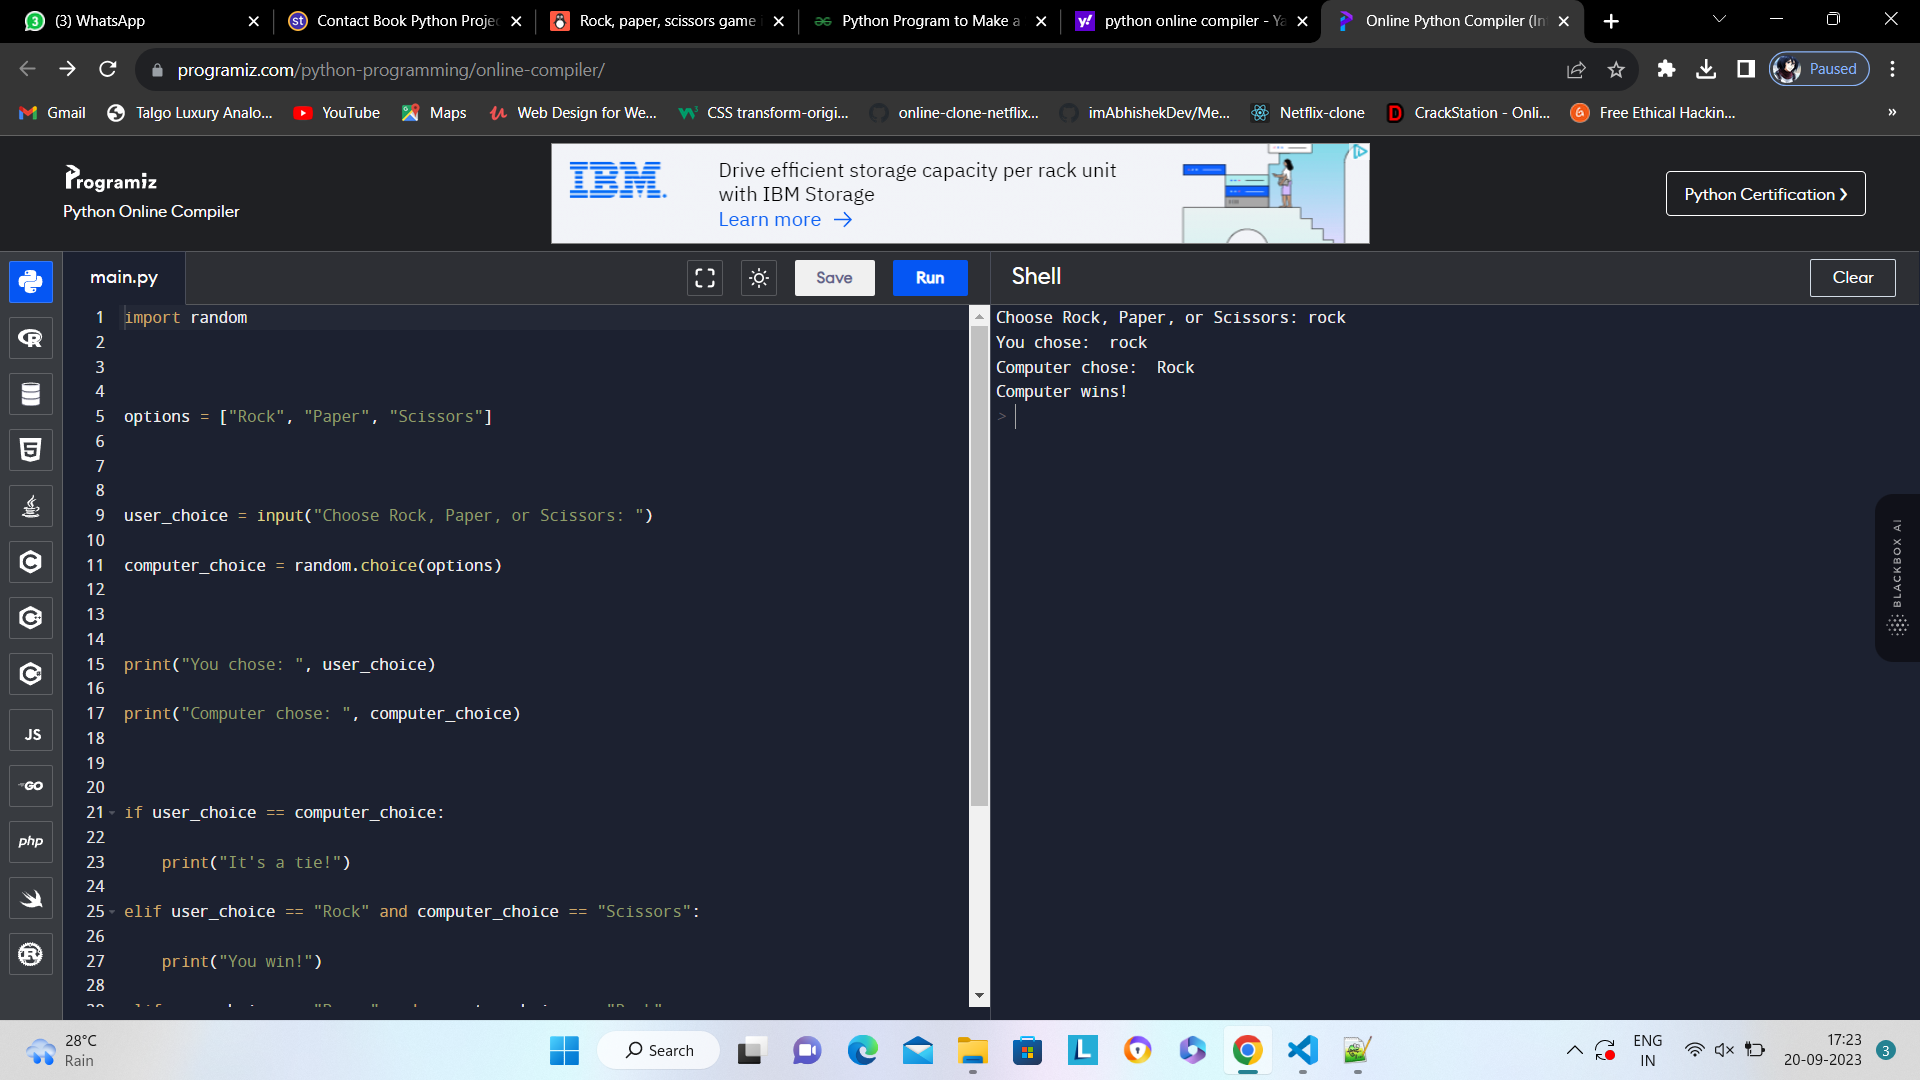 (3) WhatsApp
Contact Book Python Projec
Rock, paper, scissors game i
Python Program to Make a
python online compiler - Ya
Online Python Compiler (Int
programiz.com/python-programming/online-compiler/
Paused
Gmail
Talgo Luxury Analo...
YouTube
Maps
Web Design for We...
CSS transform-origi...
online-clone-netflix...
imAbhishekDev/Me...
Netflix-clone
CrackStation - Onli...
Free Ethical Hackin...
»
Programiz
Python Online Compiler
IBM.
Drive efficient storage capacity per rack unit
with IBM Storage
Learn more →
Python Certification ❯
main.py
Save
Run
Shell
Clear
1 import random
2
3
4
5 options = ["Rock", "Paper", "Scissors"]
6
7
8
9 user_choice = input("Choose Rock, Paper, or Scissors: ")
10
11 computer_choice = random.choice(options)
12
13
14
15 print("You chose: ", user_choice)
16
17 print("Computer chose: ", computer_choice)
18
19
20
21 if user_choice == computer_choice:
22
23 print("It's a tie!")
24
25 elif user_choice == "Rock" and computer_choice == "Scissors":
26
27 print("You win!")
28
Choose Rock, Paper, or Scissors: rock
You chose:  rock
Computer chose:  Rock
Computer wins!
>
BLACKBOX AI
JS
GO
php
28°C
Rain
Search
ENG
IN
17:23
20-09-2023
3